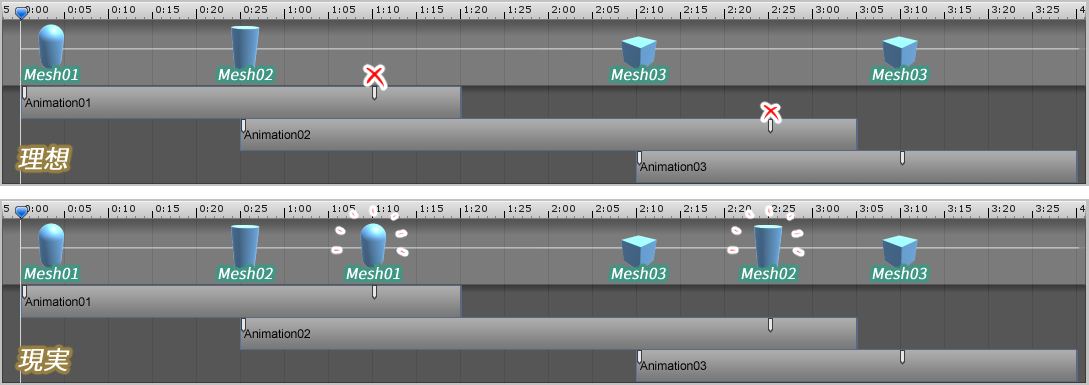 5 0:00 0:05 0:10 0:15 0:20 0:25 1:00 1:05 1:10 1:15 1:20 1:25 2:00 2:05 2:10 2:15 2:20 2:25 3:00 3:05 3:10 3:15 3:20 3:25 4
Mesh01 Mesh02 Mesh03 Mesh03
Animation01
Animation02
理想
Animation03
5 0:00 0:05 0:10 0:15 0:20 0:25 1:00 1:05 1:10 1:15 1:20 1:25 2:00 2:05 2:10 2:15 2:20 2:25 3:00 3:05 3:10 3:15 3:20 3:25 4
Mesh01 Mesh02 Mesh01 Mesh03 Mesh02 Mesh03
Animation01
Animation02
現実
Animation03